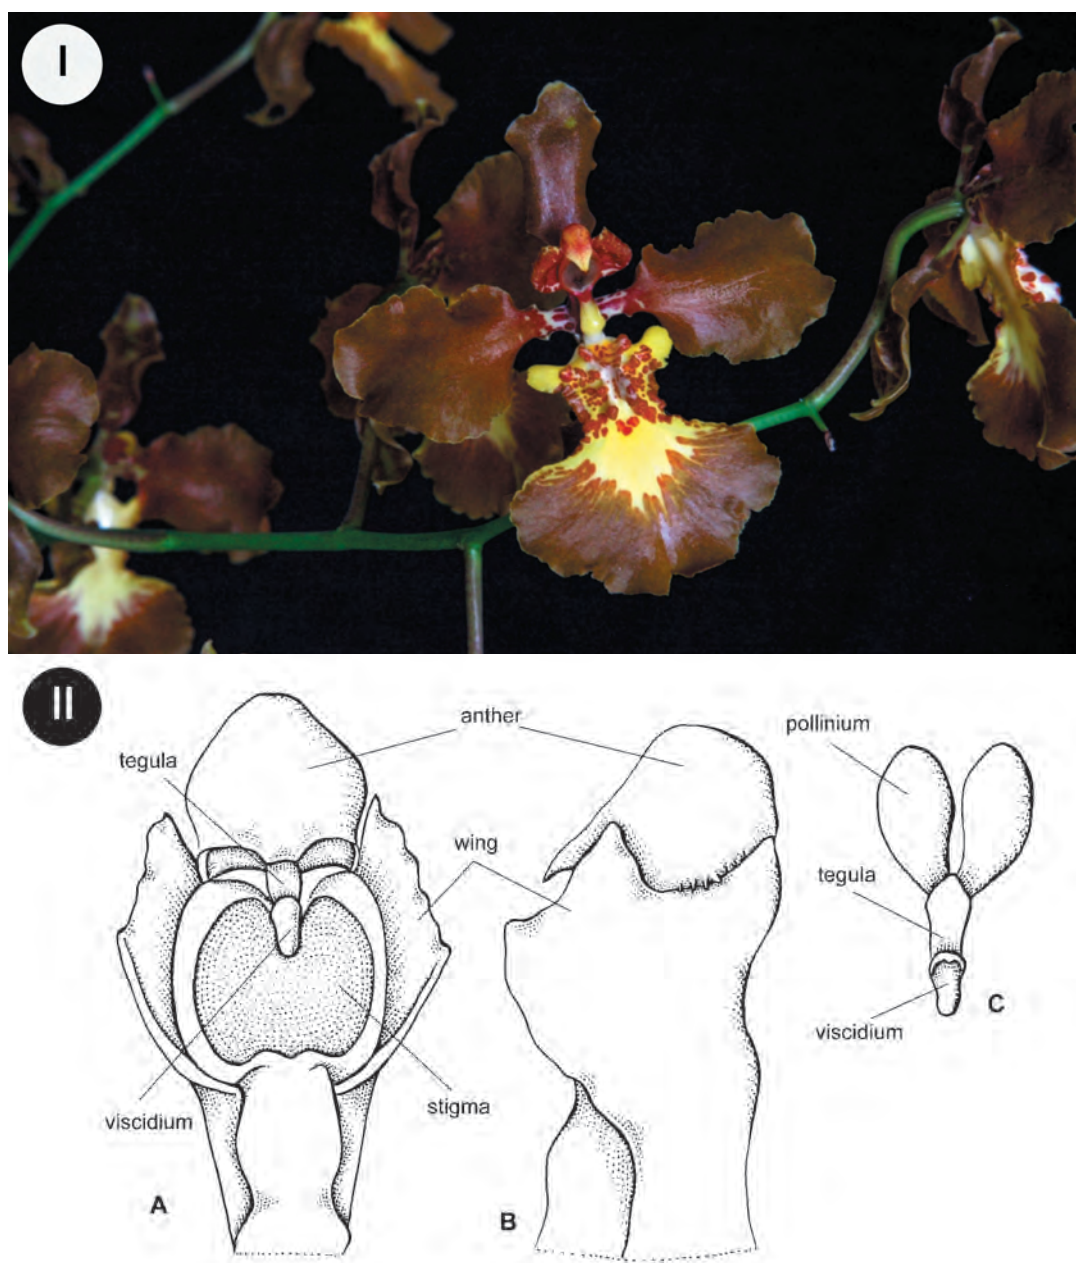 I
II
anther
pollinium
tegula
wing
tegula
viscidium
C
viscidium
stigma
A
B